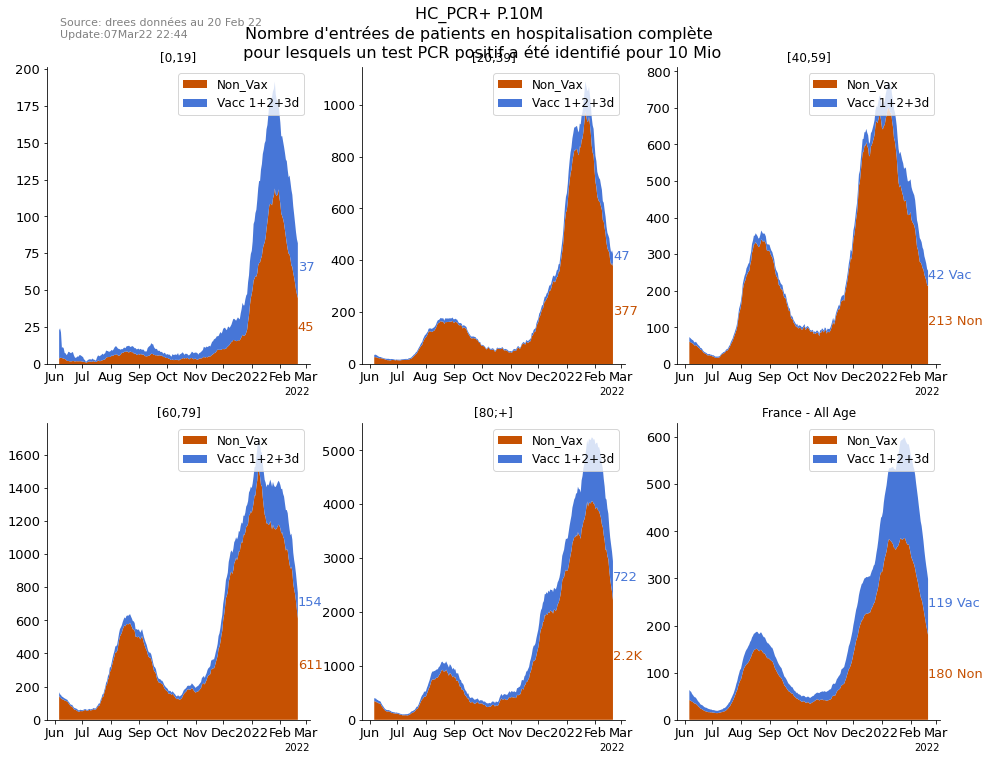 HC_PCR+ P.10M
Source: drees données au 20 Feb 22
Update:07Mar22 22:44
Nombre d'entrées de patients en hospitalisation complète
pour lesquels un test PCR positif a été identifié pour 10 Mio
[0,19]
Non_Vax
Vacc 1+2+3d
200
175
150
125
100
75
50
25
0
37
45
Jun Jul Aug Sep Oct Nov Dec 2022 Feb Mar
2022
[20,39]
Non_Vax
Vacc 1+2+3d
1000
800
600
400
200
0
47
377
Jun Jul Aug Sep Oct Nov Dec 2022 Feb Mar
2022
[40,59]
Non_Vax
Vacc 1+2+3d
800
700
600
500
400
300
200
100
0
42 Vac
213 Non
Jun Jul Aug Sep Oct Nov Dec 2022 Feb Mar
2022
[60,79]
Non_Vax
Vacc 1+2+3d
1600
1400
1200
1000
800
600
400
200
0
154
611
Jun Jul Aug Sep Oct Nov Dec 2022 Feb Mar
2022
[80;+]
Non_Vax
Vacc 1+2+3d
5000
4000
3000
2000
1000
0
722
2.2K
Jun Jul Aug Sep Oct Nov Dec 2022 Feb Mar
2022
France - All Age
Non_Vax
Vacc 1+2+3d
600
500
400
300
200
100
0
119 Vac
180 Non
Jun Jul Aug Sep Oct Nov Dec 2022 Feb Mar
2022